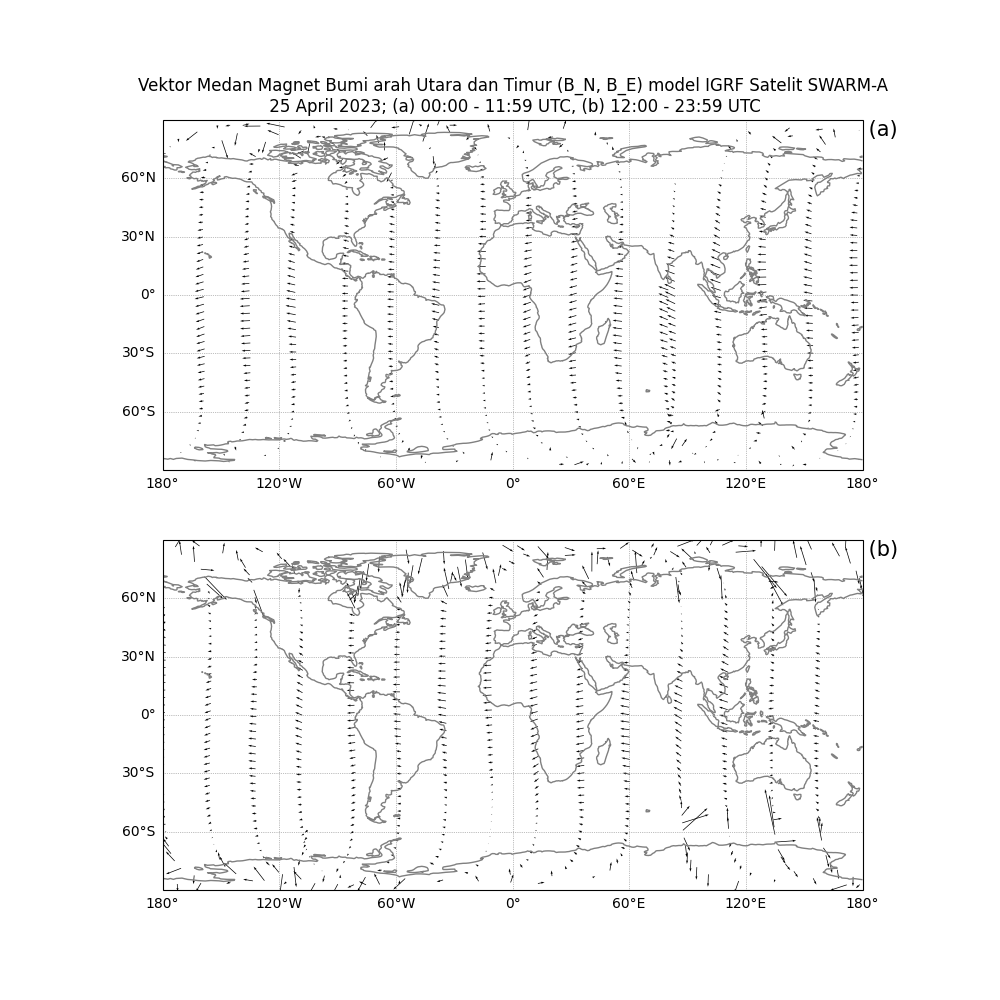 Vektor Medan Magnet Bumi arah Utara dan Timur (B_N, B_E) model IGRF Satelit SWARM-A
25 April 2023; (a) 00:00 - 11:59 UTC, (b) 12:00 - 23:59 UTC
(a)
60°N
30°N
0°
30°S
60°S
180° 120°W 60°W 0° 60°E 120°E 180°
(b)
60°N
30°N
0°
30°S
60°S
180° 120°W 60°W 0° 60°E 120°E 180°